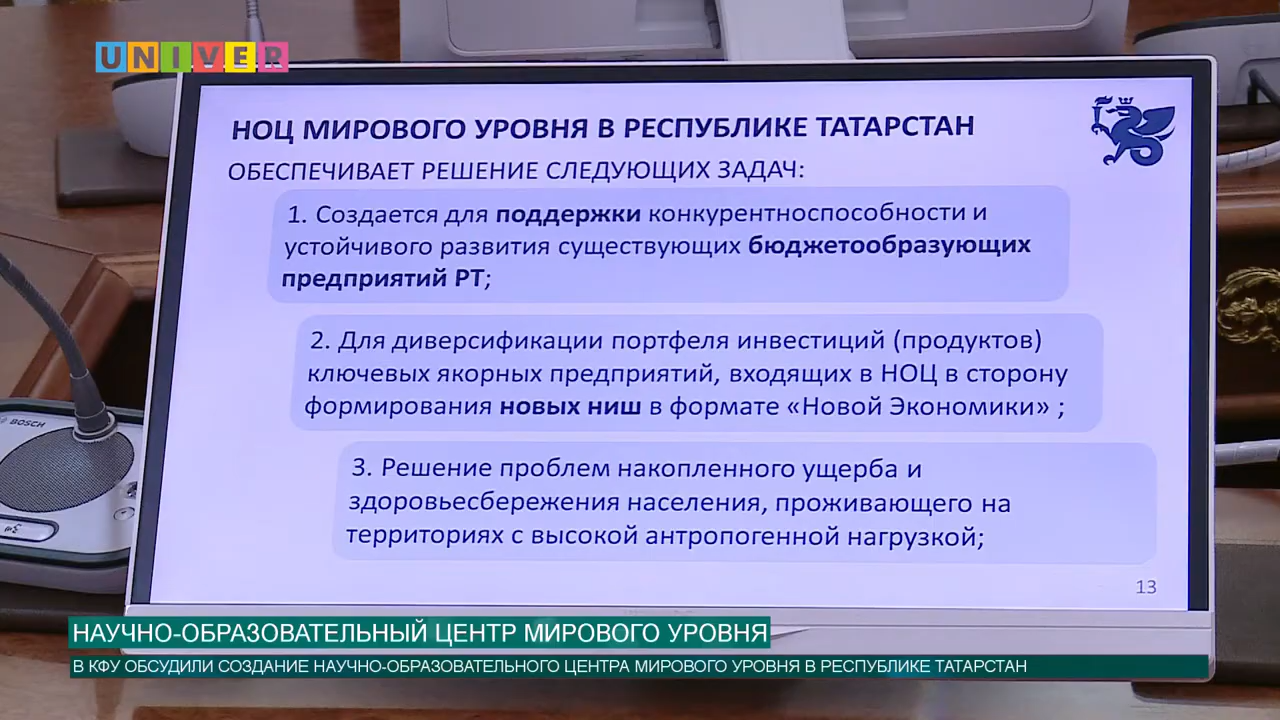 UNIVER
НОЦ МИРОВОГО УРОВНЯ В РЕСПУБЛИКЕ ТАТАРСТАН
ОБЕСПЕЧИВАЕТ РЕШЕНИЕ СЛЕДУЮЩИХ ЗАДАЧ:
1. Создается для поддержки конкурентноспособности и
устойчивого развития существующих бюджетообразующих
предприятий РТ;
2. Для диверсификации портфеля инвестиций (продуктов)
ключевых якорных предприятий, входящих в НОЦ в сторону
формирования новых ниш в формате «Новой Экономики» ;
3. Решение проблем накопленного ущерба и
здоровьесбережения населения, проживающего на
территориях с высокой антропогенной нагрузкой;
13
BOSCH
НАУЧНО-ОБРАЗОВАТЕЛЬНЫЙ ЦЕНТР МИРОВОГО УРОВНЯ
В КФУ ОБСУДИЛИ СОЗДАНИЕ НАУЧНО-ОБРАЗОВАТЕЛЬНОГО ЦЕНТРА МИРОВОГО УРОВНЯ В РЕСПУБЛИКЕ ТАТАРСТАН